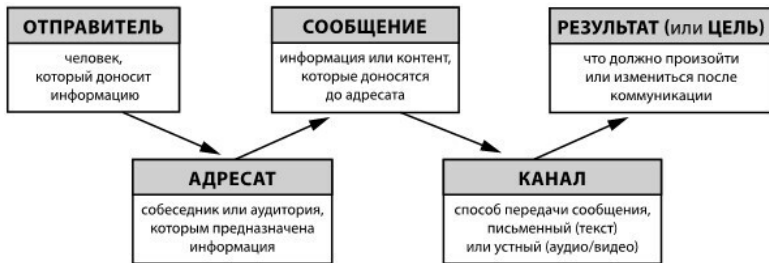 ОТПРАВИТЕЛЬ
человек,
который доносит
информацию
АДРЕСАТ
собеседник или аудитория,
которым предназначена
информация
СООБЩЕНИЕ
информация или контент,
которые доносятся
до адресата
КАНАЛ
способ передачи сообщения,
письменный (текст)
или устный (аудио/видео)
РЕЗУЛЬТАТ (или ЦЕЛЬ)
что должно произойти
или измениться после
коммуникации